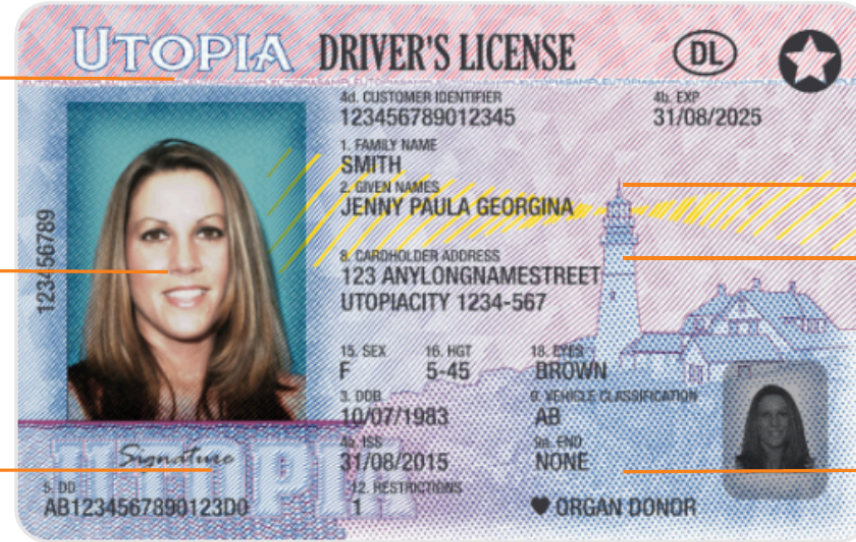 UTOPIA DRIVER'S LICENSE DL
4d. CUSTOMER IDENTIFIER 4b. EXP
123456789012345 31/08/2025
1. FAMILY NAME
SMITH
2. GIVEN NAMES
JENNY PAULA GEORGINA
123456789
8. CARDHOLDER ADDRESS
123 ANYLONGNAMESTREET
UTOPIACITY 1234-567
15. SEX 16. HGT 18. EYES
F 5-45 BROWN
3. DOB 9. VEHICLE CLASSIFICATION
10/07/1983 AB
4a. ISS 9a. END
31/08/2015 NONE
Signature
UTOPIA
5. DD 12. RESTRICTIONS
AB1234567890123D0 1 ORGAN DONOR